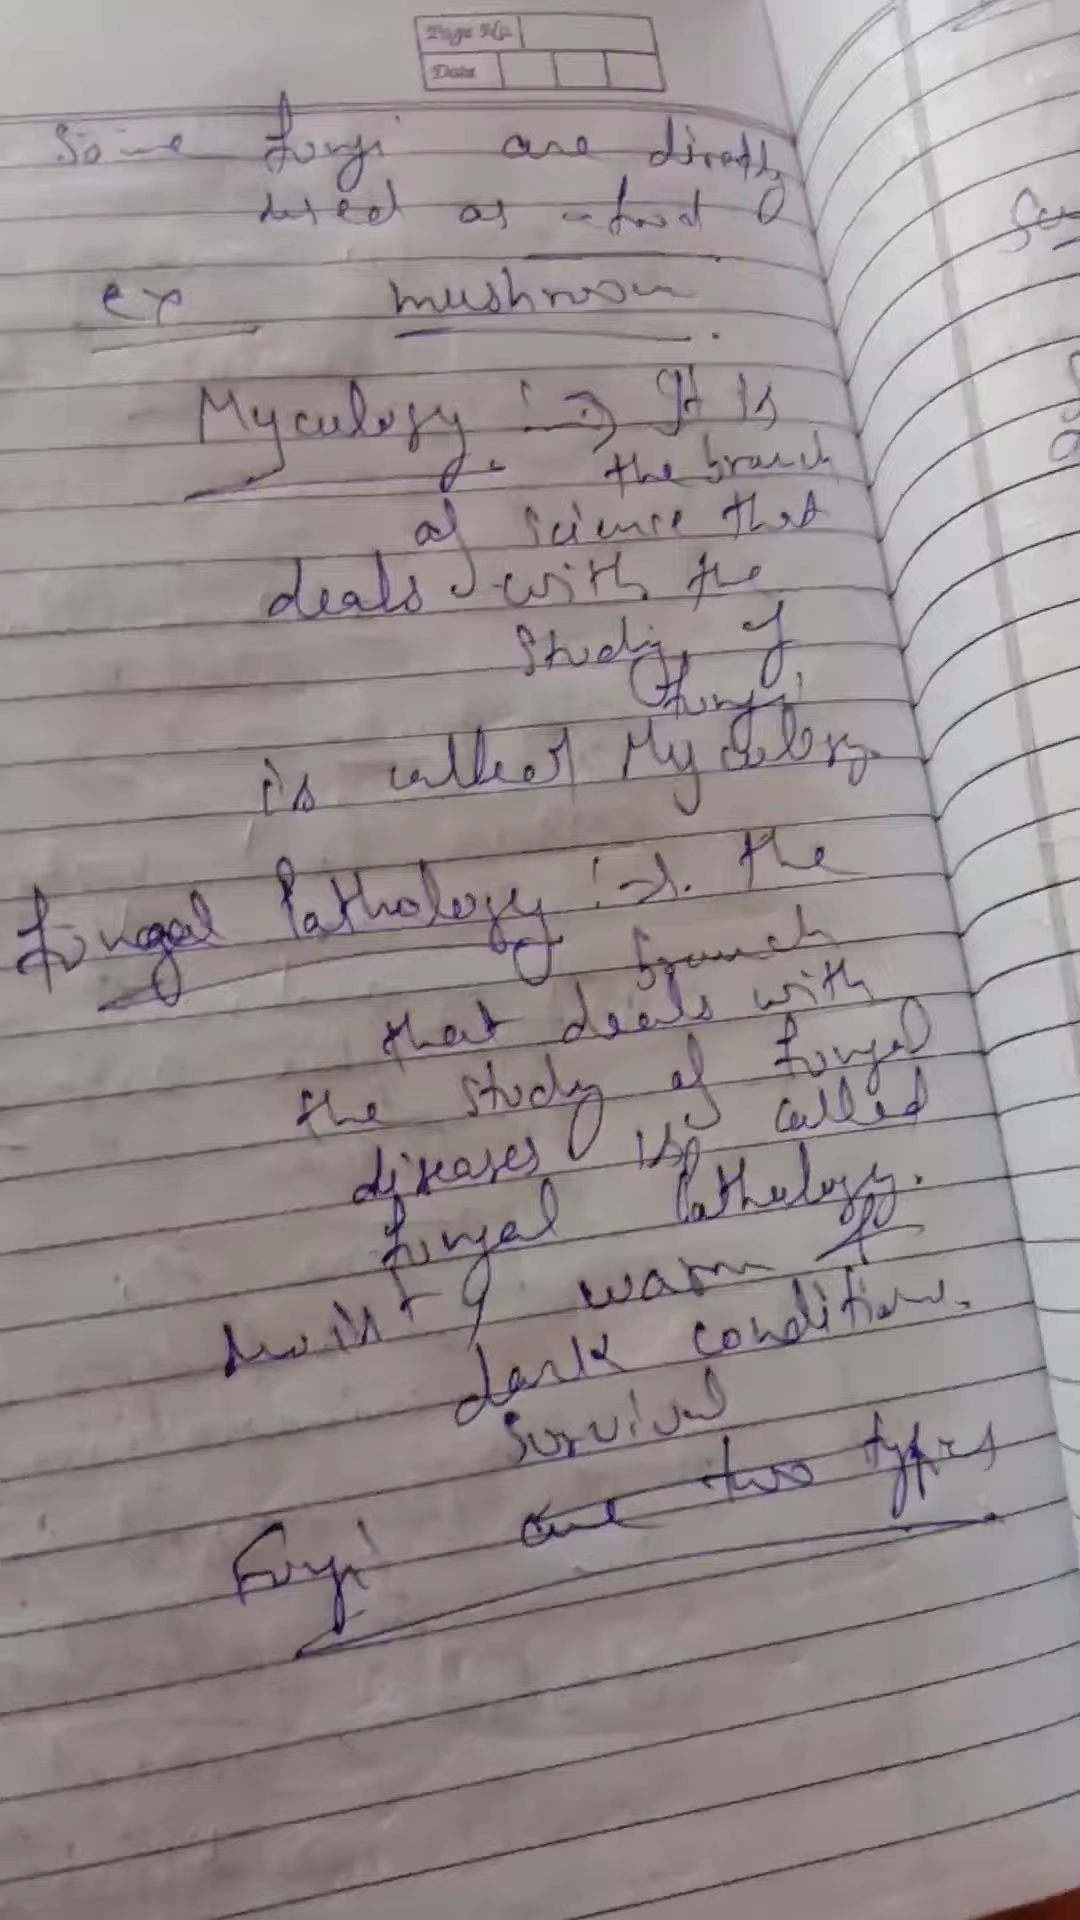 Page No.
Date
Some fungi are directly
used as food
ex mushroom
Myculogy :→ It is
the branch
of science that
deals with the
study of
fungi
is called Myculogy
fungal Pathology :→ the
branch
that deals with
the study of fungal
diseases is called
fungal Pathology.
moist, warm &
dark condition.
survival
Fungi are two types